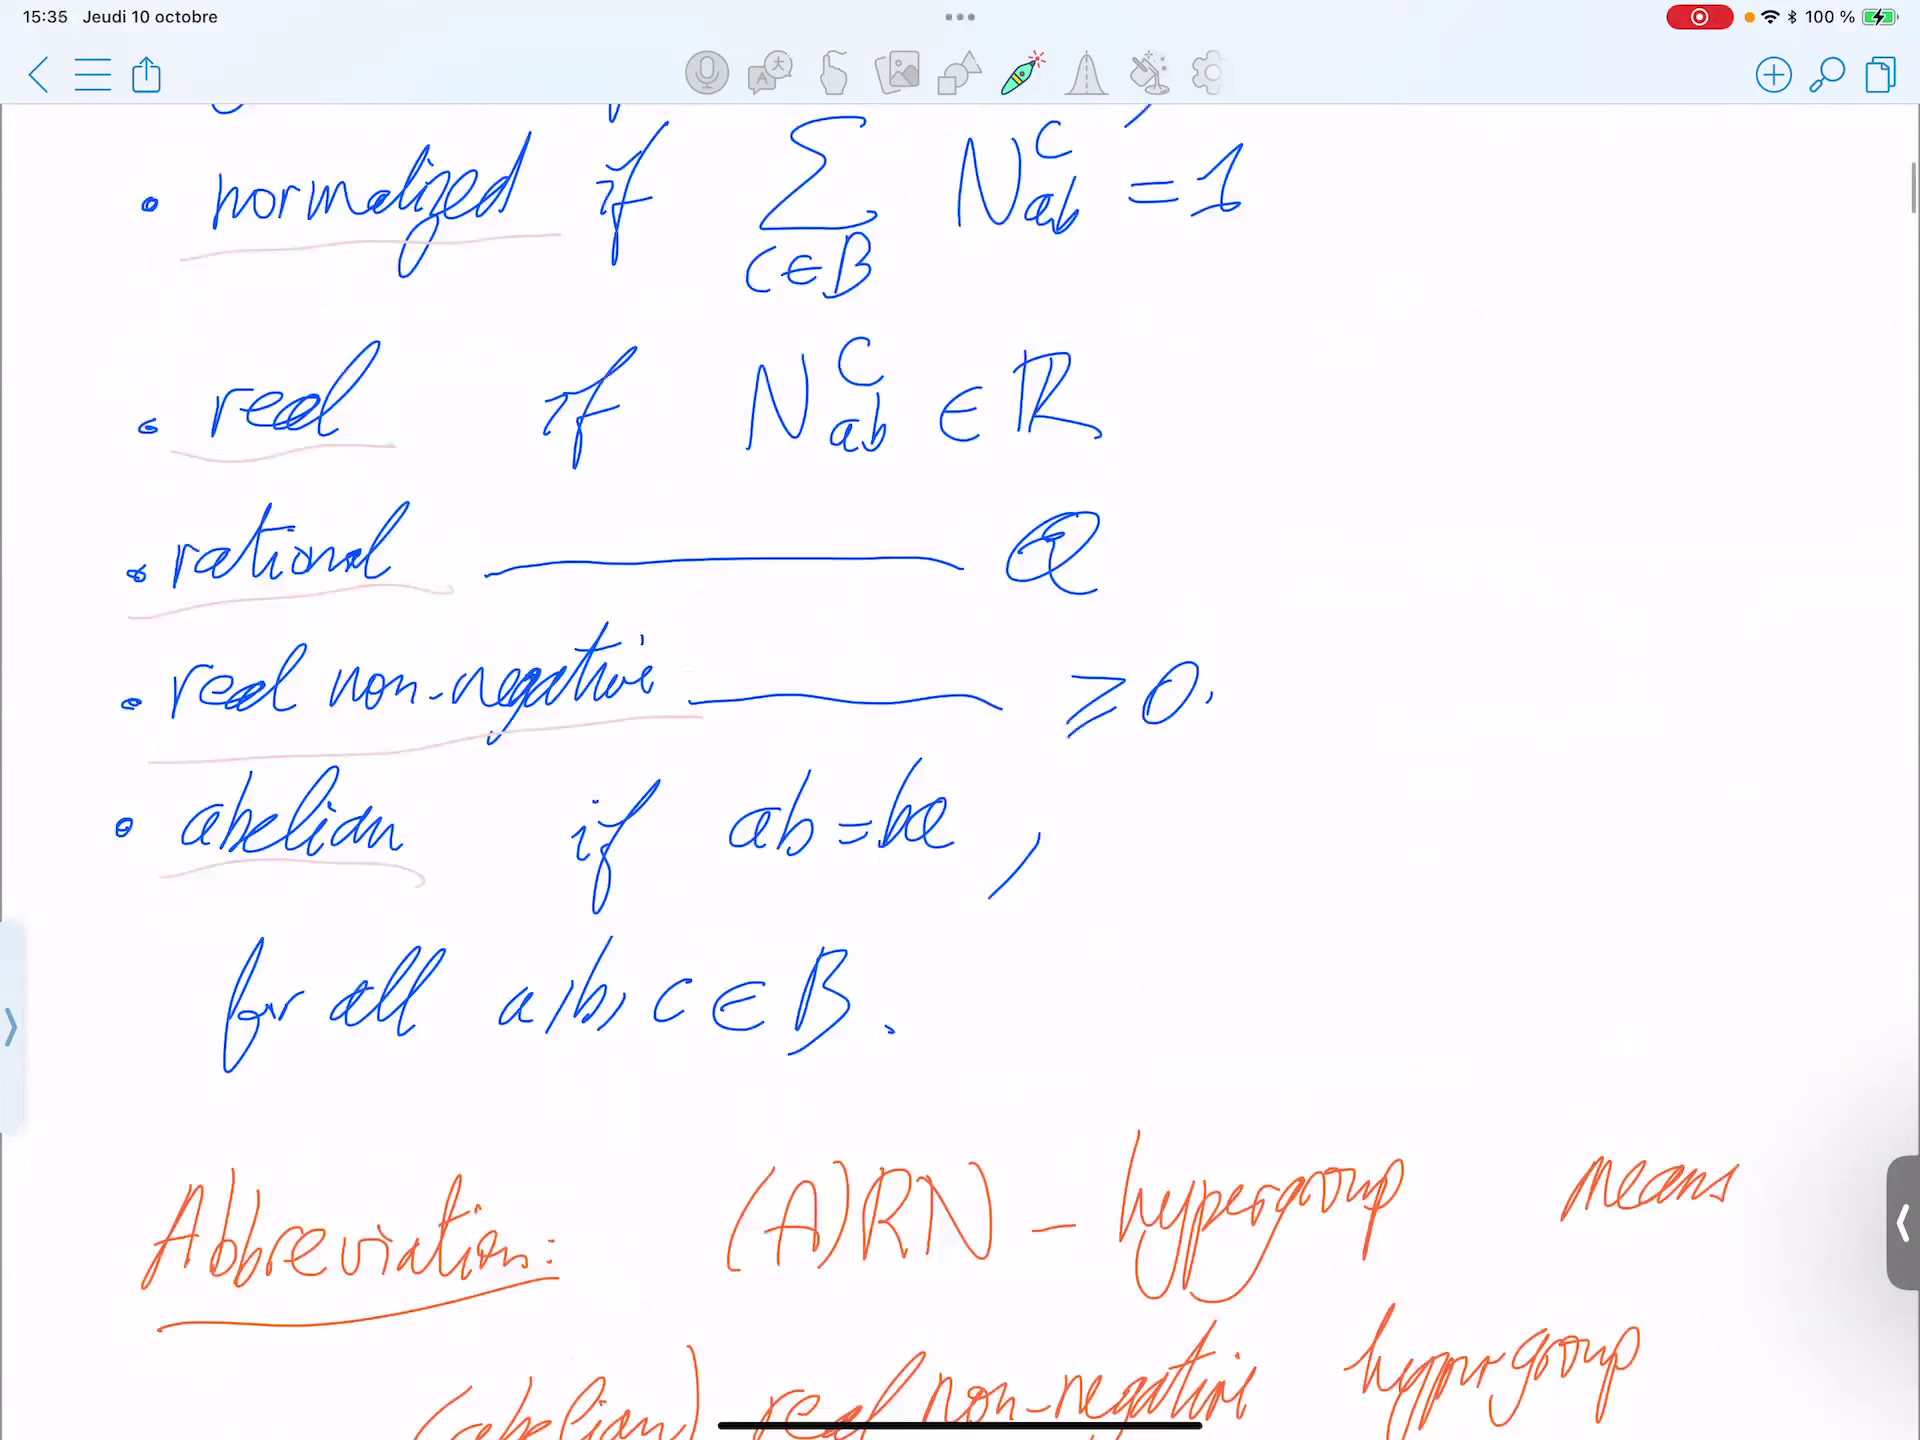 15:35 Jeudi 10 octobre 100 %
• normalized if ∑ N_{ab}^{c} = 1
c ∈ B
• real if N_{ab}^{c} ∈ ℝ
• rational ——— ℚ
• real non-negative ——— ⩾ 0.
• abelian if ab = ba ,
for all a, b, c ∈ B .
Abbreviation: (A)RN - hypergroup means
(abelian) real non-negative hypergroup